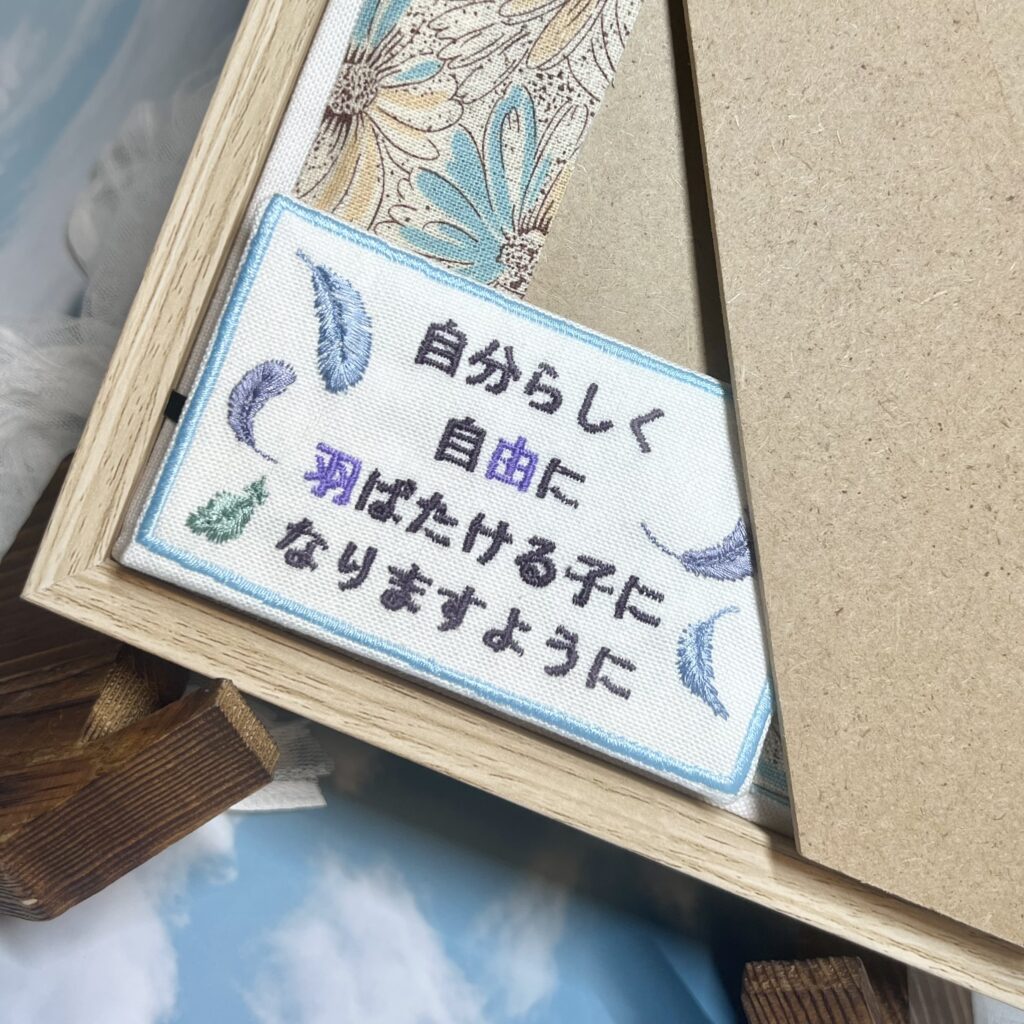 自分らしく
自由に
羽ばたける子に
なりますように